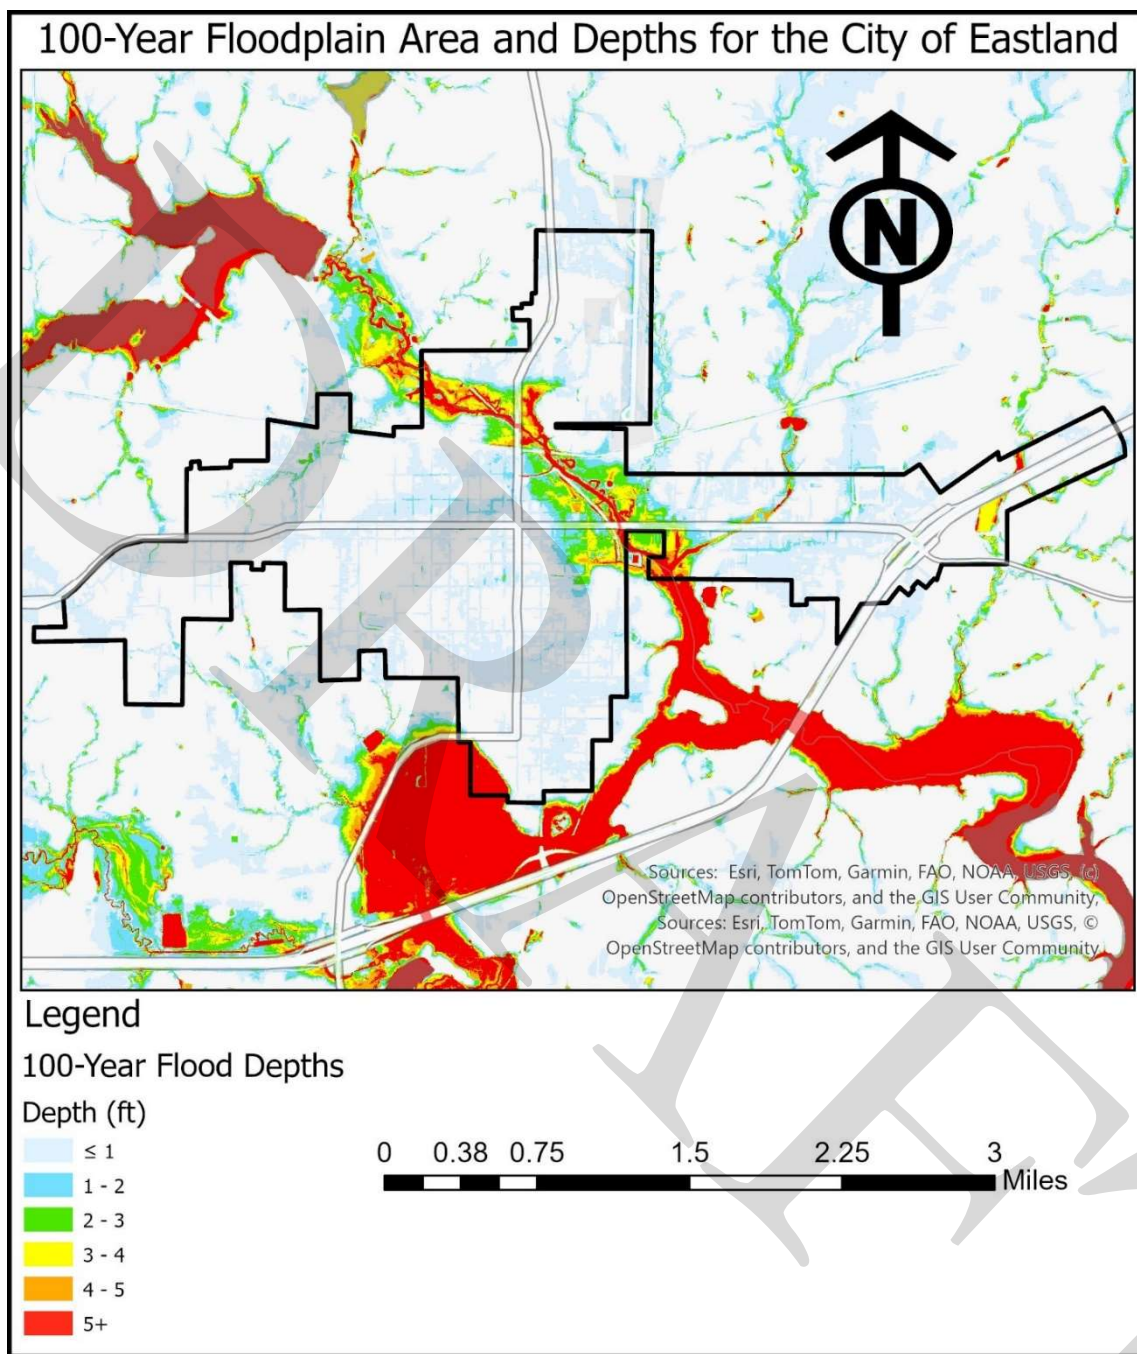 100-Year Floodplain Area and Depths for the City of Eastland
N
Sources: Esri, TomTom, Garmin, FAO, NOAA, USGS, (c)
OpenStreetMap contributors, and the GIS User Community,
Sources: Esri, TomTom, Garmin, FAO, NOAA, USGS, ©
OpenStreetMap contributors, and the GIS User Community
Legend
100-Year Flood Depths
Depth (ft)
≤ 1
1 - 2
2 - 3
3 - 4
4 - 5
5+
0 0.38 0.75 1.5 2.25 3
Miles
DRAFT